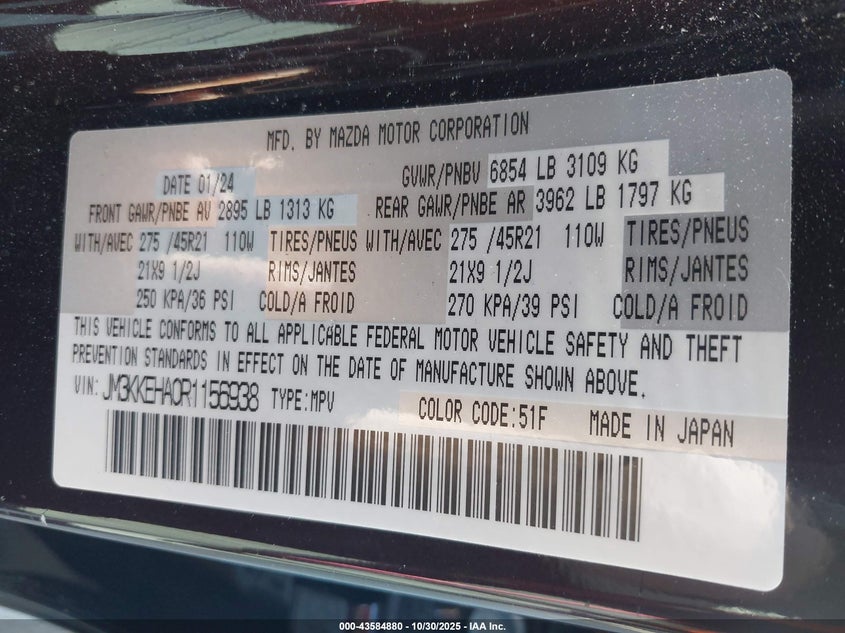 MFD. BY MAZDA MOTOR CORPORATION
DATE 01/24 GVWR/PNBV 6854 LB 3109 KG
FRONT GAWR/PNBE AV 2895 LB 1313 KG REAR GAWR/PNBE AR 3962 LB 1797 KG
WITH/AVEC 275 /45R21 110W TIRES/PNEUS WITH/AVEC 275 /45R21 110W TIRES/PNEUS
21X9 1/2J RIMS/JANTES 21X9 1/2J RIMS/JANTES
250 KPA/36 PSI COLD/A FROID 270 KPA/39 PSI COLD/A FROID
THIS VEHICLE CONFORMS TO ALL APPLICABLE FEDERAL MOTOR VEHICLE SAFETY AND THEFT
PREVENTION STANDARDS IN EFFECT ON THE DATE OF MANUFACTURE SHOWN ABOVE.
VIN: JM3KKEHA0R1156938 TYPE:MPV COLOR CODE:51F MADE IN JAPAN
000-43584880 - 10/30/2025 - IAA Inc.